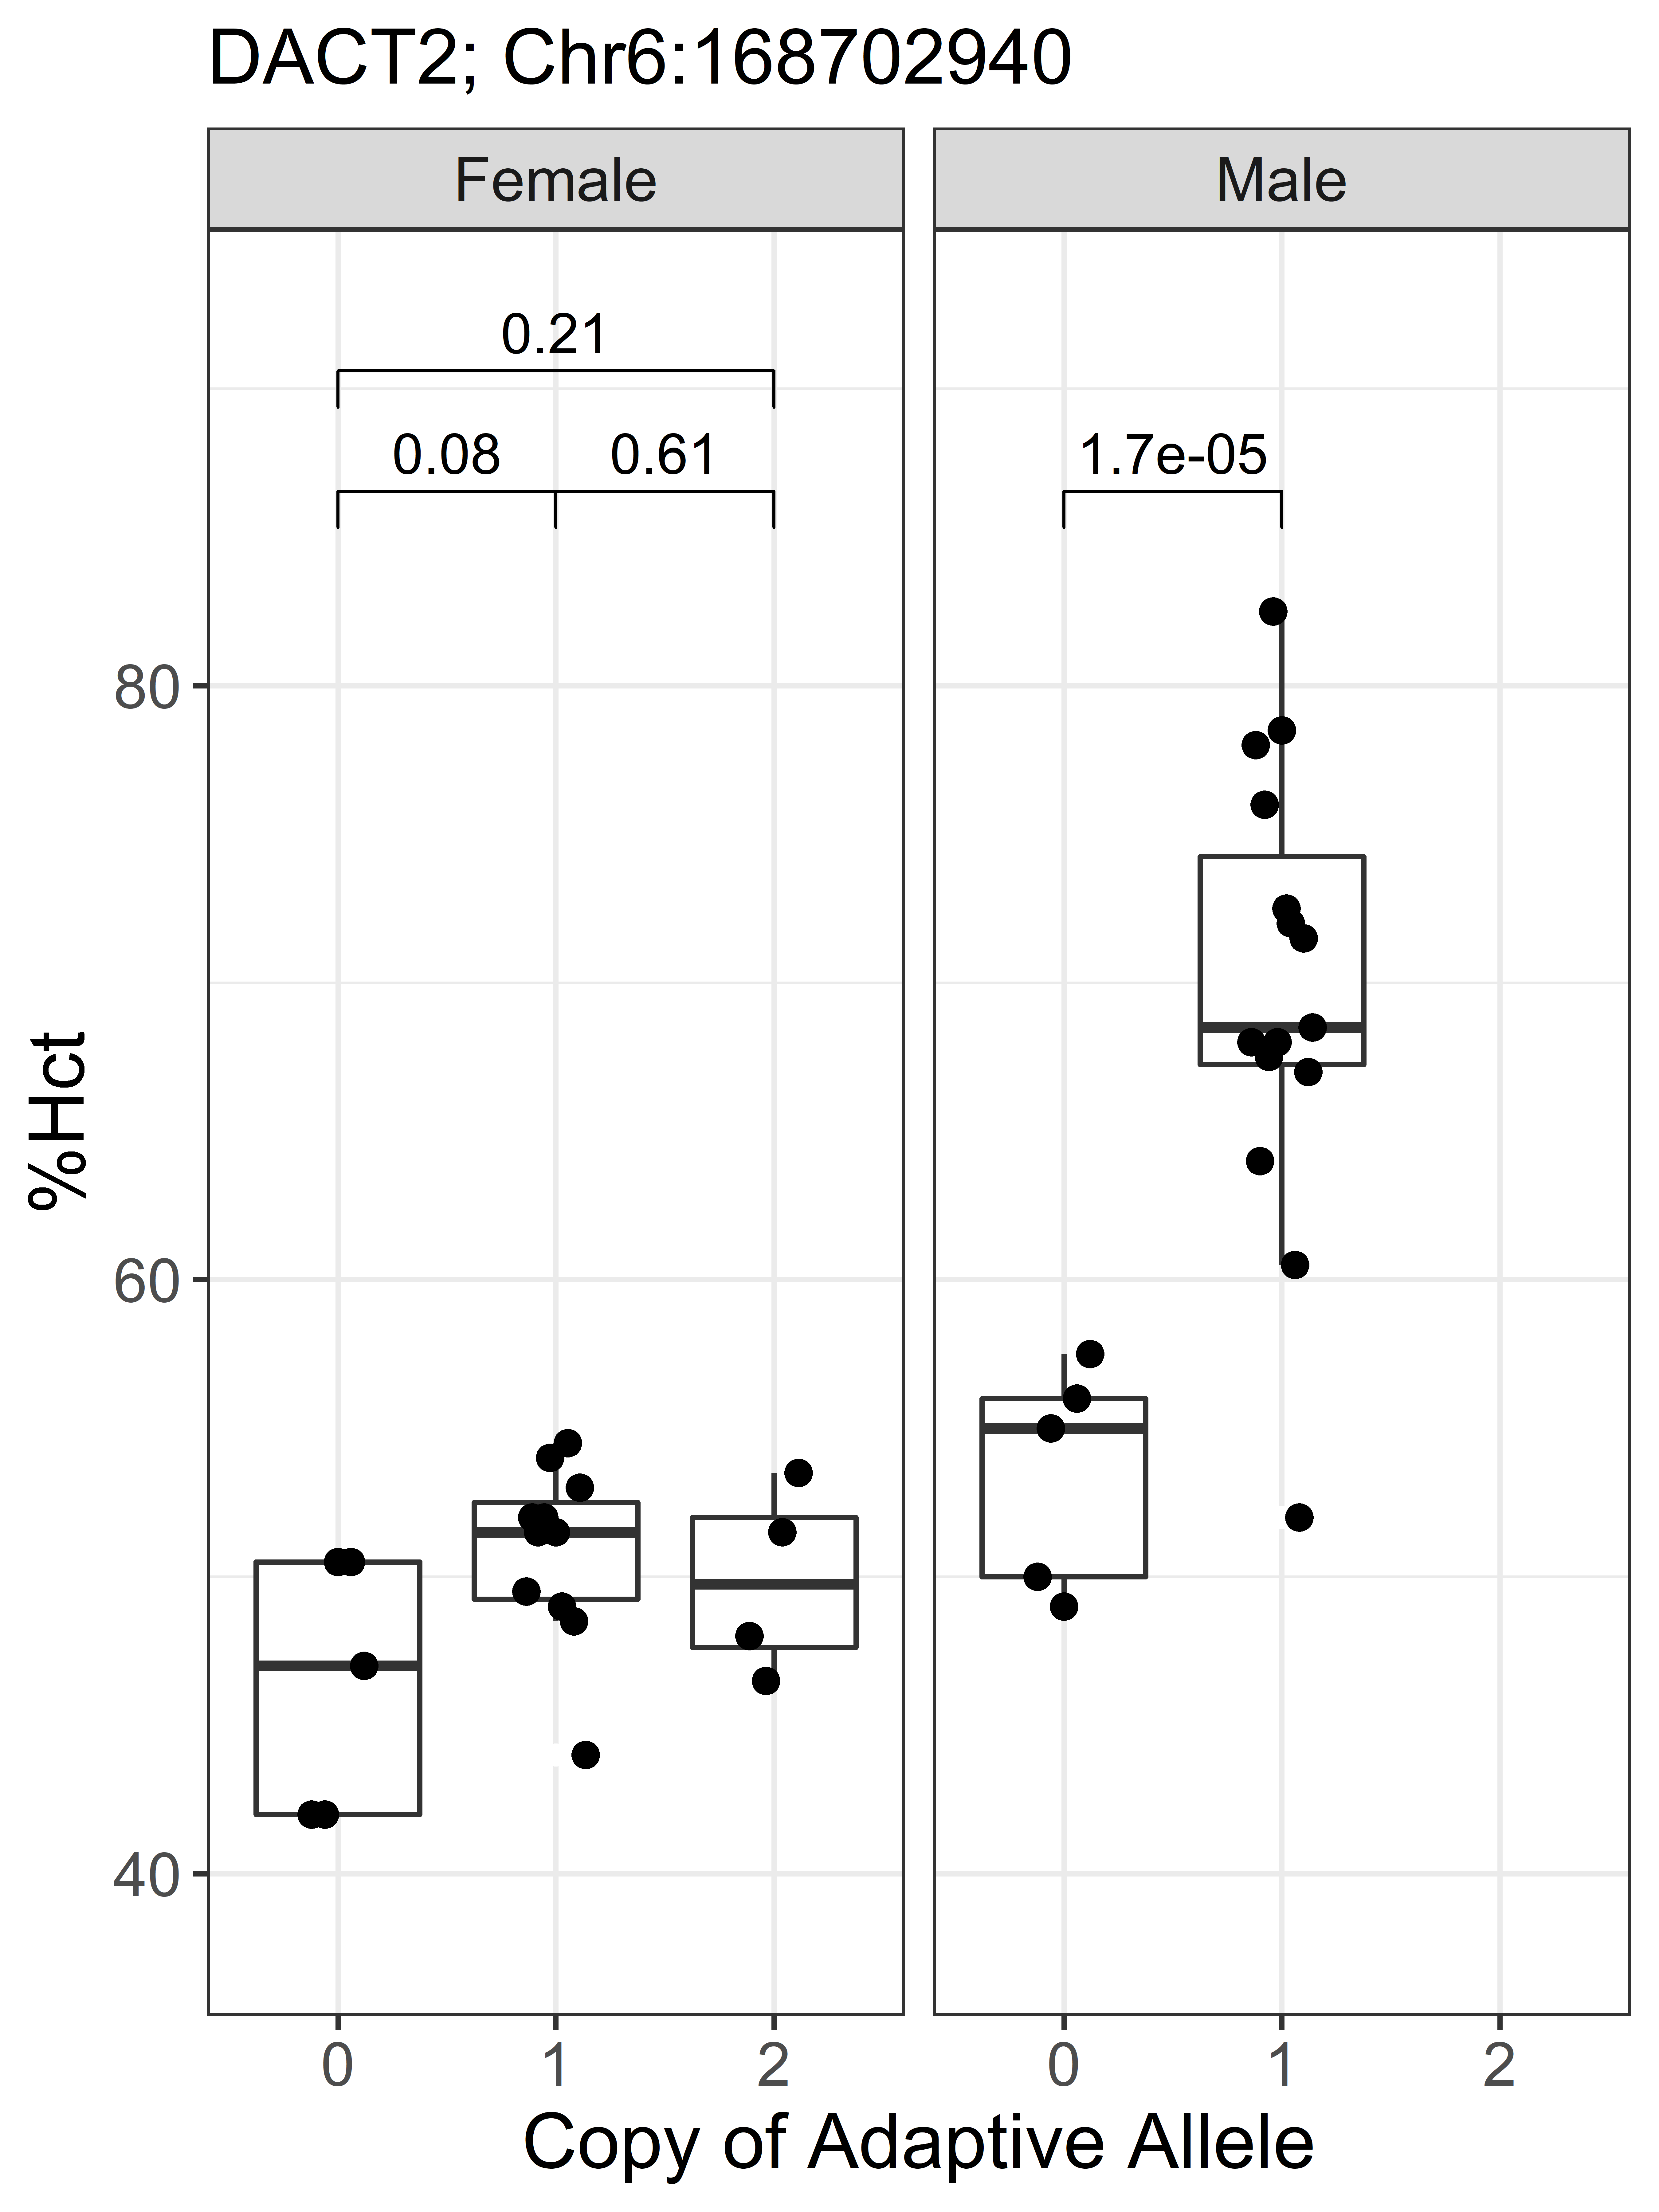 DACT2; Chr6:168702940
Female Male
0.21
0.08 0.61 1.7e-05
80
60
40
%Hct
0 1 2 0 1 2
Copy of Adaptive Allele